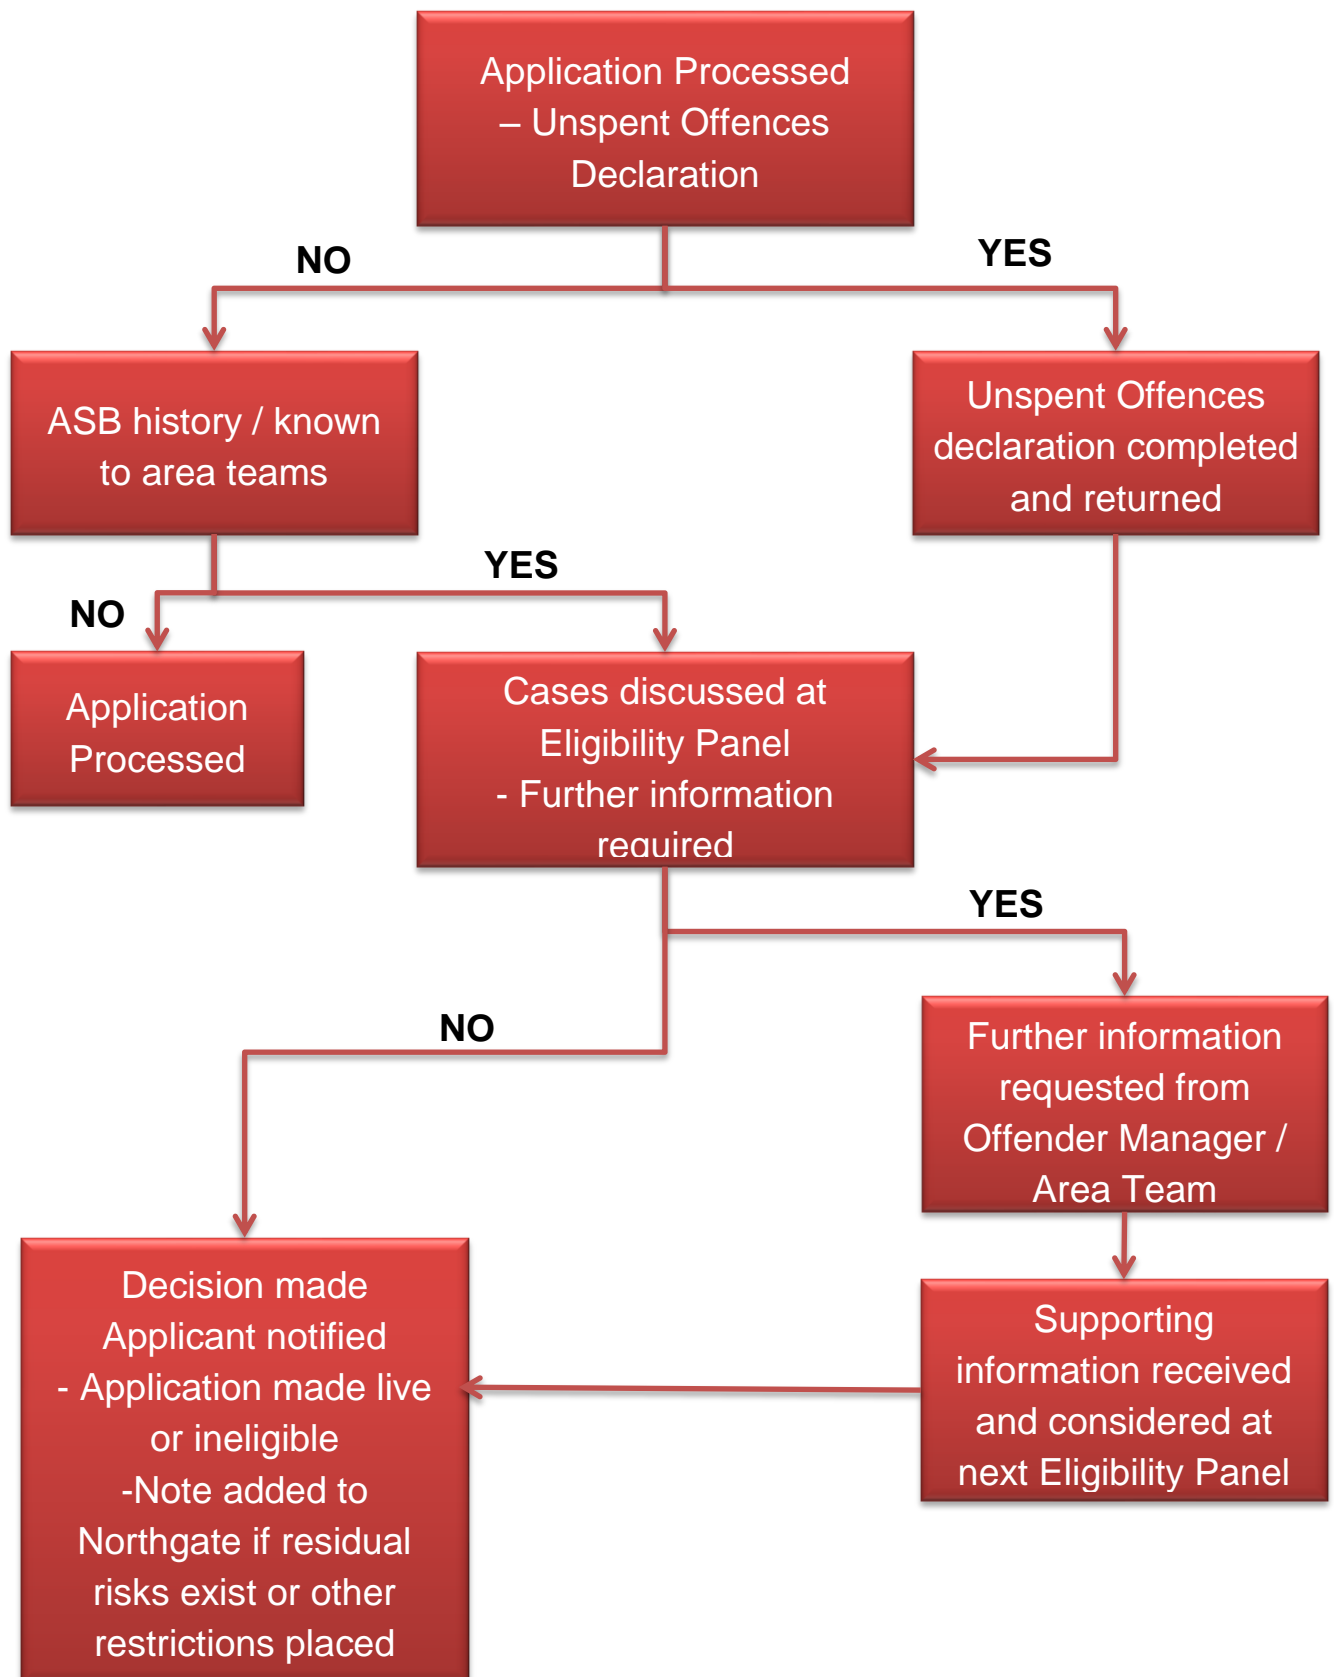 Application Processed
– Unspent Offences
Declaration
NO
YES
ASB history / known
to area teams
Unspent Offences
declaration completed
and returned
YES
NO
Application
Processed
Cases discussed at
Eligibility Panel
- Further information
required
YES
NO
Further information
requested from
Offender Manager /
Area Team
Decision made
Applicant notified
- Application made live
or ineligible
-Note added to
Northgate if residual
risks exist or other
restrictions placed
Supporting
information received
and considered at
next Eligibility Panel